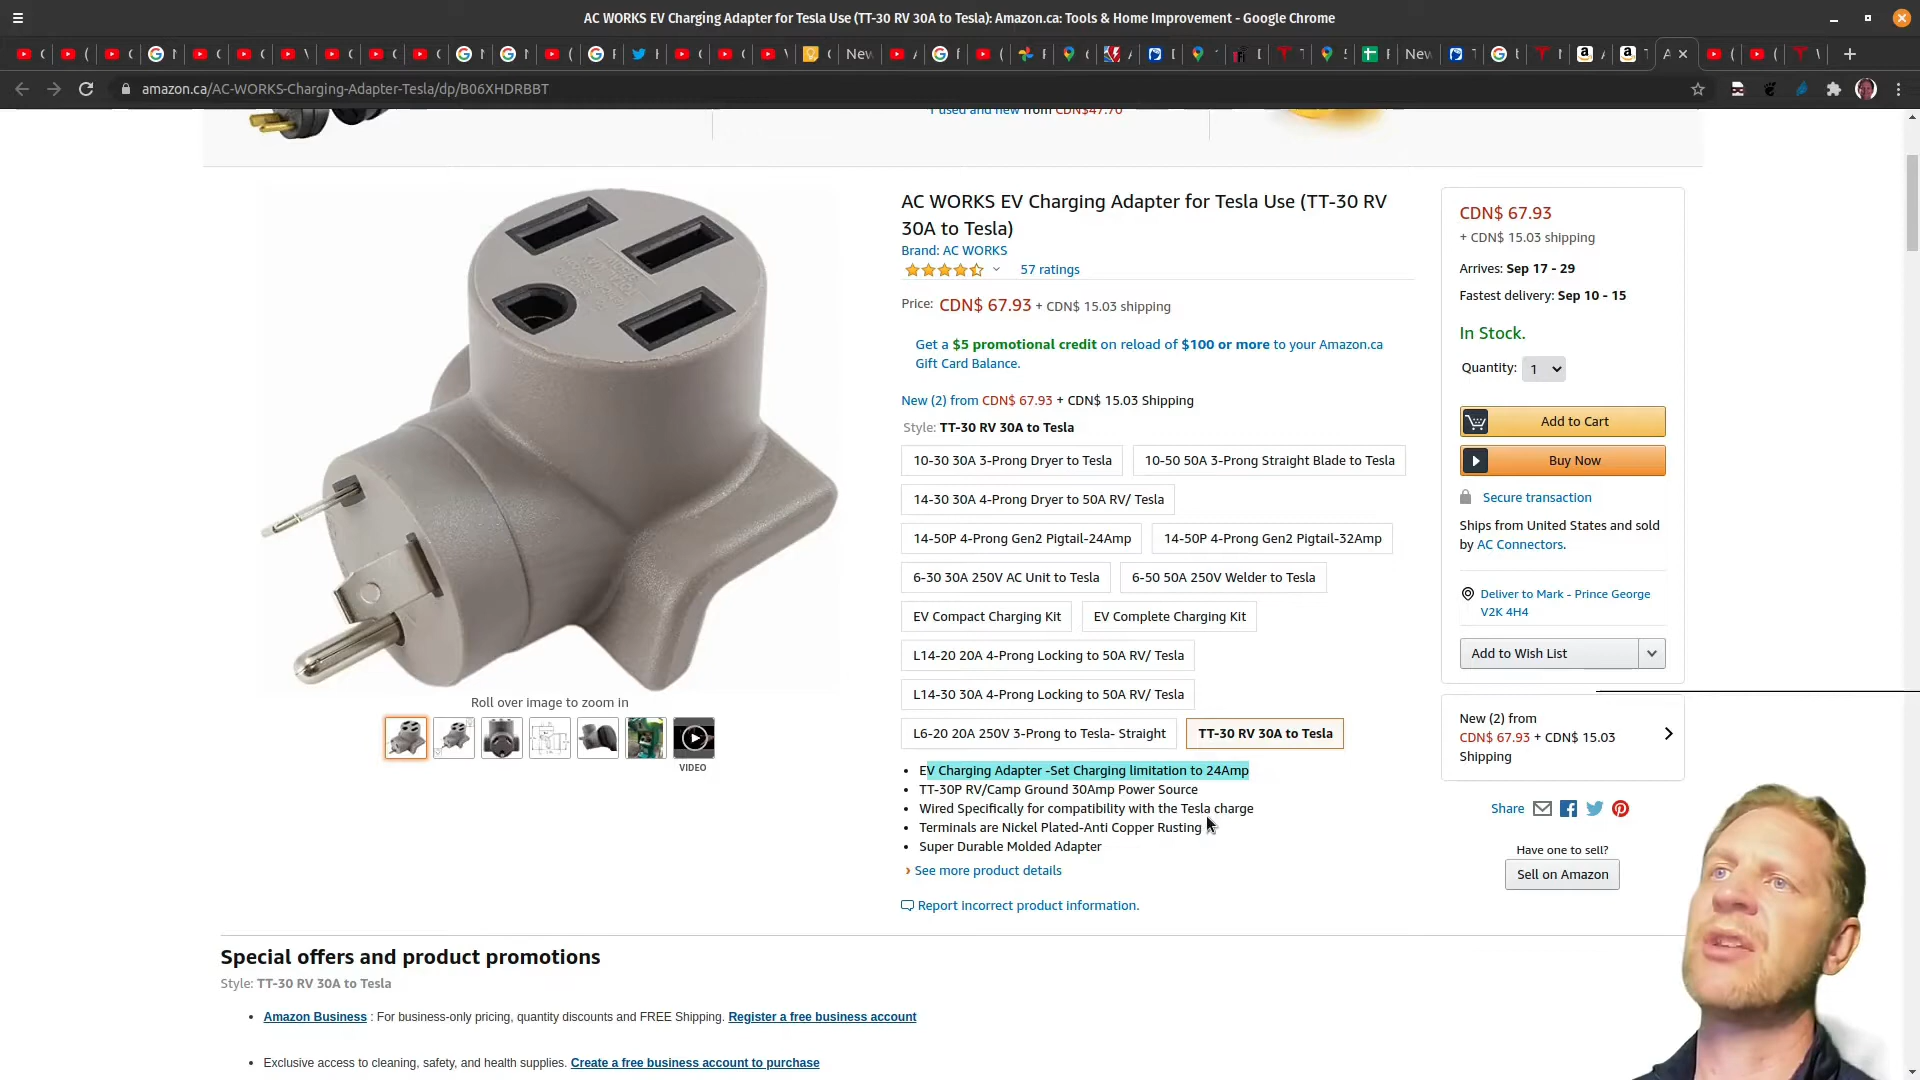 AC WORKS EV Charging Adapter for Tesla Use (TT-30 RV 30A to Tesla): Amazon.ca: Tools & Home Improvement - Google Chrome
amazon.ca/AC-WORKS-Charging-Adapter-Tesla/dp/B06XHDRBBT
1 used and new from CDN$47.70
AC WORKS EV Charging Adapter for Tesla Use (TT-30 RV
30A to Tesla)
Brand: AC WORKS
57 ratings
Price: CDN$ 67.93 + CDN$ 15.03 shipping
Get a $5 promotional credit on reload of $100 or more to your Amazon.ca
Gift Card Balance.
New (2) from CDN$ 67.93 + CDN$ 15.03 Shipping
Style: TT-30 RV 30A to Tesla
10-30 30A 3-Prong Dryer to Tesla
10-50 50A 3-Prong Straight Blade to Tesla
14-30 30A 4-Prong Dryer to 50A RV/ Tesla
14-50P 4-Prong Gen2 Pigtail-24Amp
14-50P 4-Prong Gen2 Pigtail-32Amp
6-30 30A 250V AC Unit to Tesla
6-50 50A 250V Welder to Tesla
EV Compact Charging Kit
EV Complete Charging Kit
L14-20 20A 4-Prong Locking to 50A RV/ Tesla
L14-30 30A 4-Prong Locking to 50A RV/ Tesla
L6-20 20A 250V 3-Prong to Tesla- Straight
TT-30 RV 30A to Tesla
EV Charging Adapter -Set Charging limitation to 24Amp
TT-30P RV/Camp Ground 30Amp Power Source
Wired Specifically for compatibility with the Tesla charge
Terminals are Nickel Plated-Anti Copper Rusting
Super Durable Molded Adapter
See more product details
Report incorrect product information.
Roll over image to zoom in
VIDEO
CDN$ 67.93
+ CDN$ 15.03 shipping
Arrives: Sep 17 - 29
Fastest delivery: Sep 10 - 15
In Stock.
Quantity: 1
Add to Cart
Buy Now
Secure transaction
Ships from United States and sold
by AC Connectors.
Deliver to Mark - Prince George
V2K 4H4
Add to Wish List
New (2) from
CDN$ 67.93 + CDN$ 15.03
Shipping
Share
Have one to sell?
Sell on Amazon
Special offers and product promotions
Style: TT-30 RV 30A to Tesla
Amazon Business : For business-only pricing, quantity discounts and FREE Shipping. Register a free business account
Exclusive access to cleaning, safety, and health supplies. Create a free business account to purchase